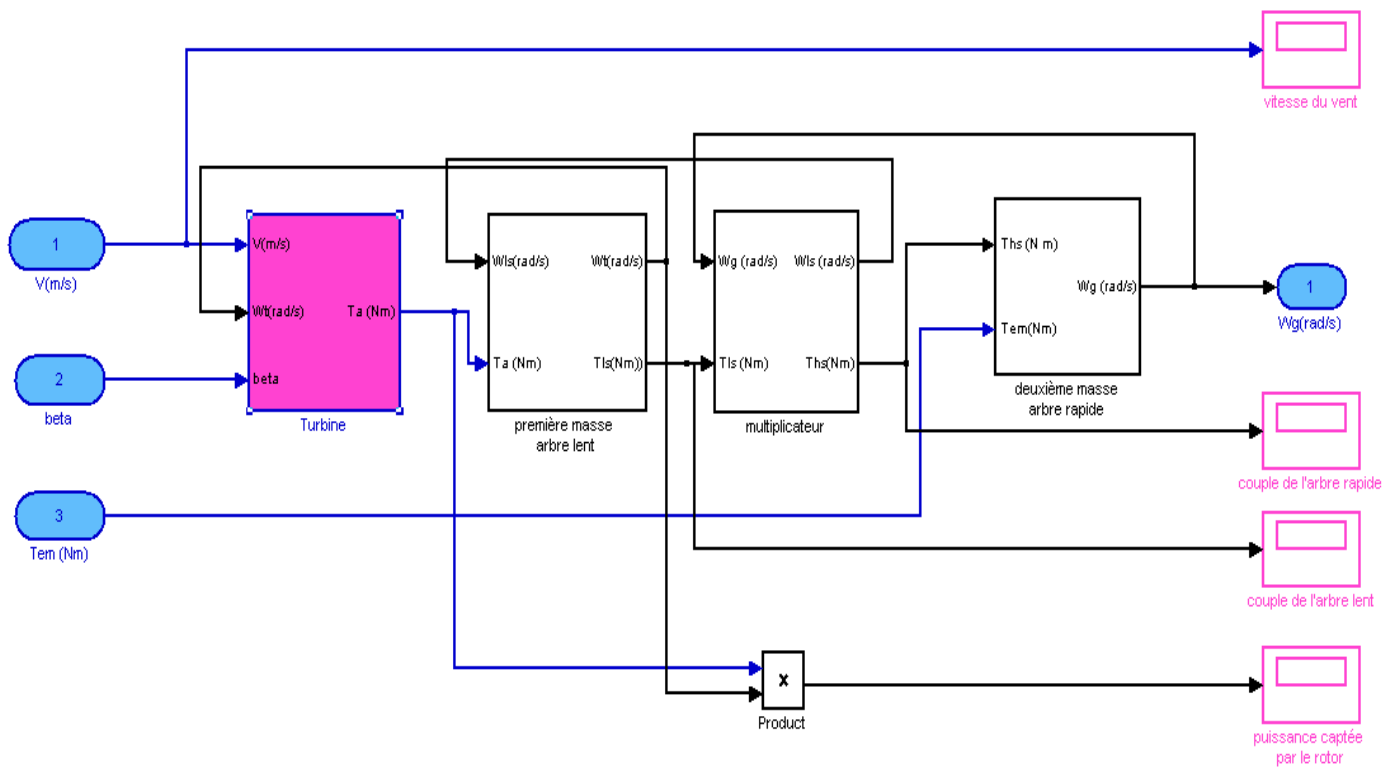 vitesse du vent
1
V(m/s)
V(m/s)
Wt(rad/s)
beta
Ta (Nm)
Turbine
Wls(rad/s)
Ta (Nm)
Wt(rad/s)
Tls(Nm))
première masse
arbre lent
Wg (rad/s)
Tls (Nm)
Wls (rad/s)
Ths(Nm)
multiplicateur
Ths (N m)
Tem(Nm)
Wg (rad/s)
deuxième masse
arbre rapide
1
Wg(rad/s)
2
beta
3
Tem (Nm)
couple de l'arbre rapide
couple de l'arbre lent
x
Product
puissance captée
par le rotor